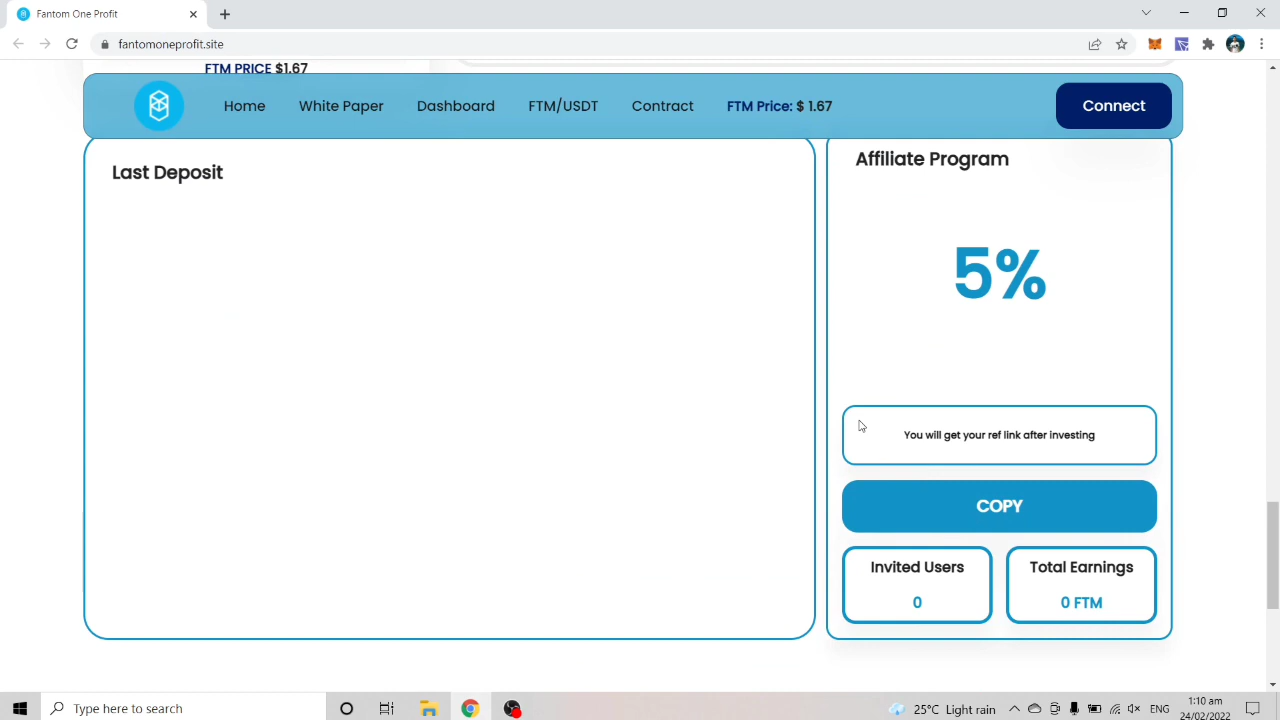 Fantom One Profit
fantomoneprofit.site
FTM PRICE $1.67
Home
White Paper
Dashboard
FTM/USDT
Contract
FTM Price: $ 1.67
Connect
Last Deposit
Affiliate Program
5%
You will get your ref link after investing
COPY
Invited Users
Total Earnings
0
0 FTM
Type here to search
25°C Light rain
ENG
1:10 am
24/02/2022